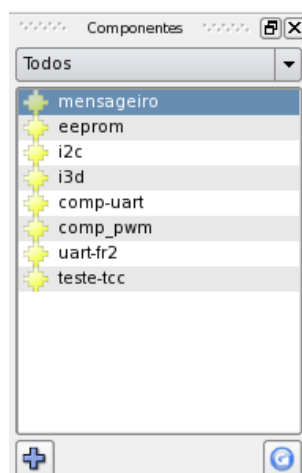 Componentes
Todos
mensageiro
eeprom
i2c
i3d
comp-uart
comp_pwm
uart-fr2
teste-tcc